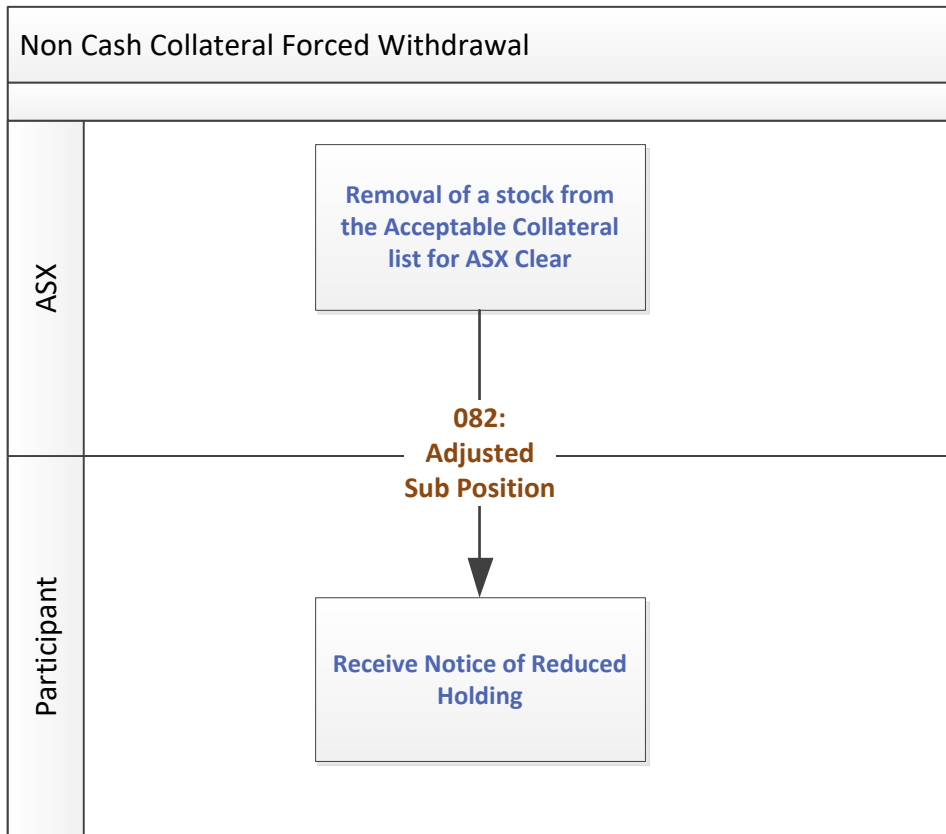 Non Cash Collateral Forced Withdrawal
ASX
Removal of a stock from
the Acceptable Collateral
list for ASX Clear
082:
Adjusted
Sub Position
Participant
Receive Notice of Reduced
Holding